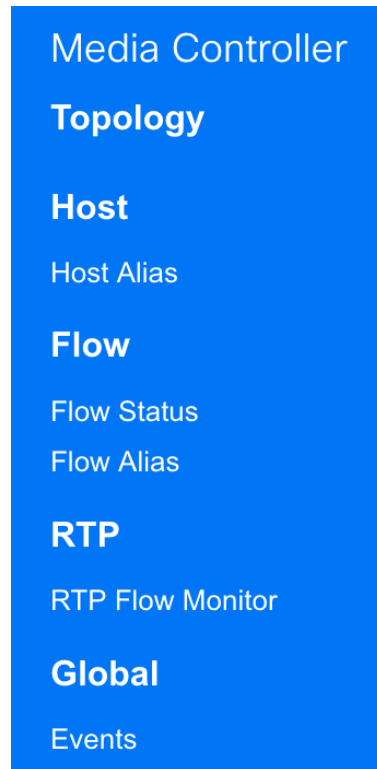 Media Controller
Topology
Host
Host Alias
Flow
Flow Status
Flow Alias
RTP
RTP Flow Monitor
Global
Events